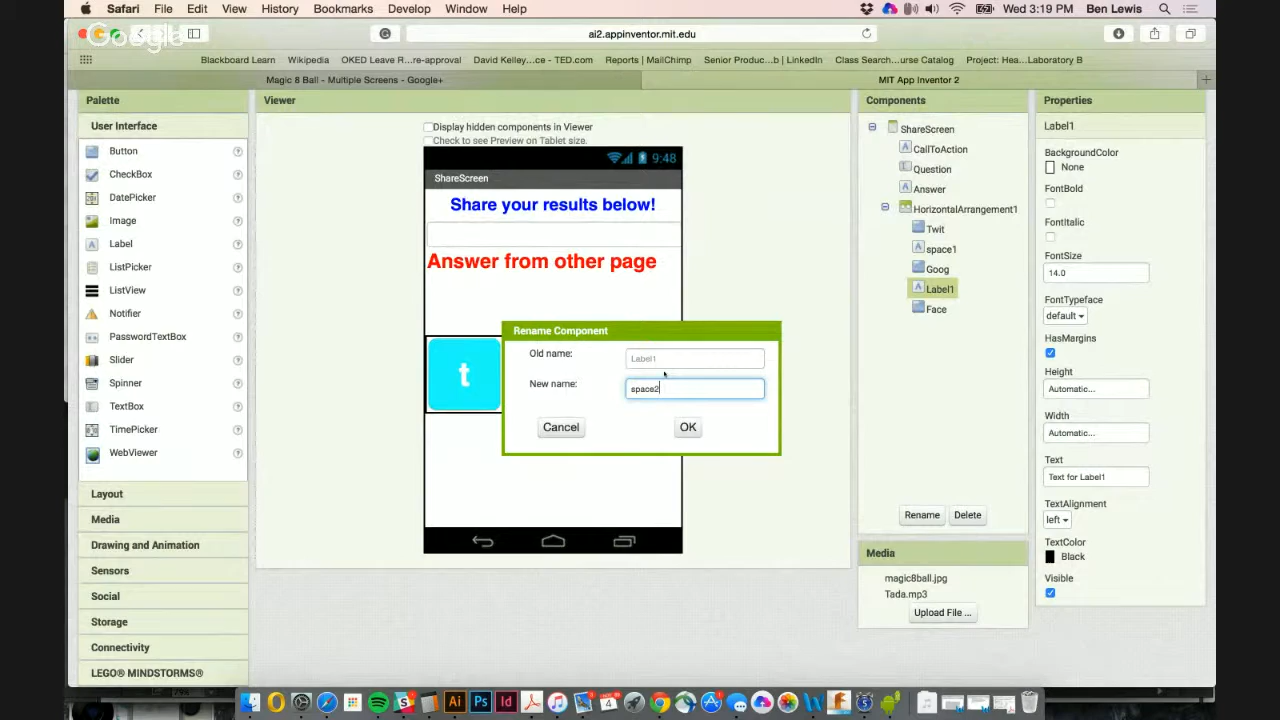 Safari File Edit View History Bookmarks Develop Window Help Wed 3:19 PM Ben Lewis
Google
ai2.appinventor.mit.edu
Blackboard Learn Wikipedia OKED Leave R...re-approval David Kelley...ce - TED.com Reports | MailChimp Senior Produc...b | LinkedIn Class Search...urse Catalog Project: Hea...Laboratory B
Magic 8 Ball - Multiple Screens - Google+ MIT App Inventor 2
Palette
User Interface
Button ?
CheckBox ?
DatePicker ?
Image ?
Label ?
ListPicker ?
ListView ?
Notifier ?
PasswordTextBox ?
Slider ?
Spinner ?
TextBox ?
TimePicker ?
WebViewer ?
Layout
Media
Drawing and Animation
Sensors
Social
Storage
Connectivity
LEGO® MINDSTORMS®
Viewer
Display hidden components in Viewer
Check to see Preview on Tablet size.
9:48
ShareScreen
Share your results below!
Answer from other page
t
Rename Component
Old name: Label1
New name: space2
Cancel OK
Components
ShareScreen
CallToAction
Question
Answer
HorizontalArrangement1
Twit
space1
Goog
Label1
Face
Rename Delete
Media
magic8ball.jpg
Tada.mp3
Upload File ...
Properties
Label1
BackgroundColor
None
FontBold
FontItalic
FontSize
14.0
FontTypeface
default
HasMargins
Height
Automatic...
Width
Automatic...
Text
Text for Label1
TextAlignment
left
TextColor
Black
Visible
Ai Ps Id